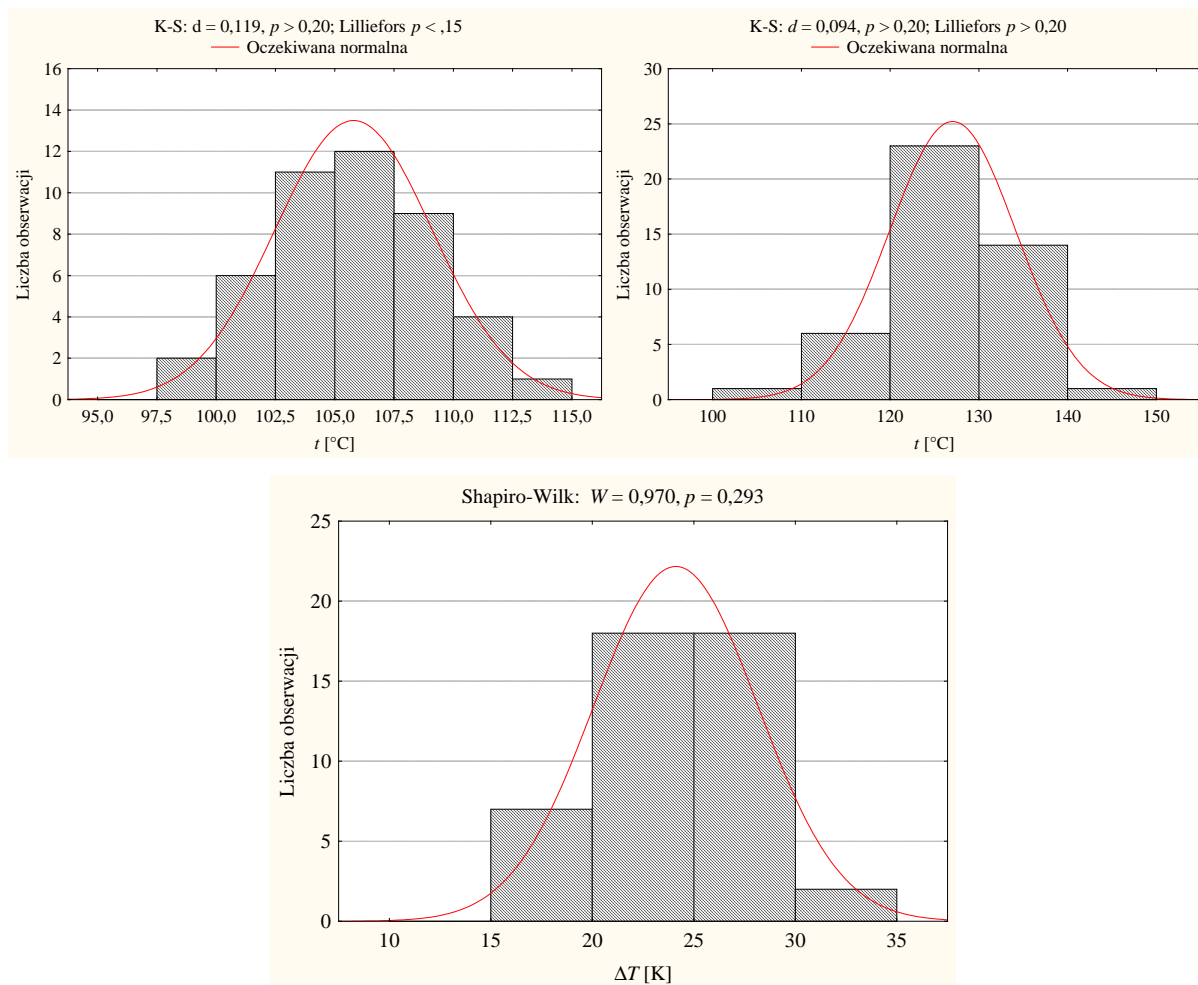 K-S: d = 0,119, p > 0,20; Lilliefors p < ,15
Oczekiwana normalna
16
14
12
10
8
6
4
2
0
Liczba obserwacji
95,0 97,5 100,0 102,5 105,0 107,5 110,0 112,5 115,0
t [°C]
K-S: d = 0,094, p > 0,20; Lilliefors p > 0,20
Oczekiwana normalna
30
25
20
15
10
5
0
Liczba obserwacji
100 110 120 130 140 150
t [°C]
Shapiro-Wilk: W = 0,970, p = 0,293
25
20
15
10
5
0
Liczba obserwacji
10 15 20 25 30 35
ΔT [K]